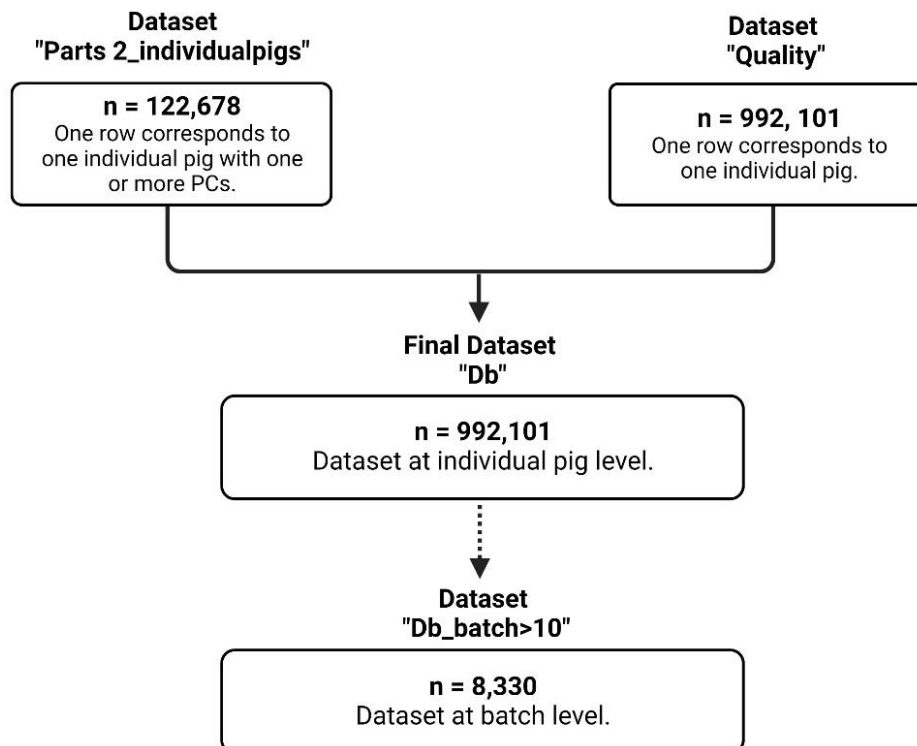 Dataset
"Parts 2_individualpigs"
n = 122,678
One row corresponds to
one individual pig with one
or more PCs.
Dataset
"Quality"
n = 992, 101
One row corresponds to
one individual pig.
Final Dataset
"Db"
n = 992,101
Dataset at individual pig level.
Dataset
"Db_batch>10"
n = 8,330
Dataset at batch level.